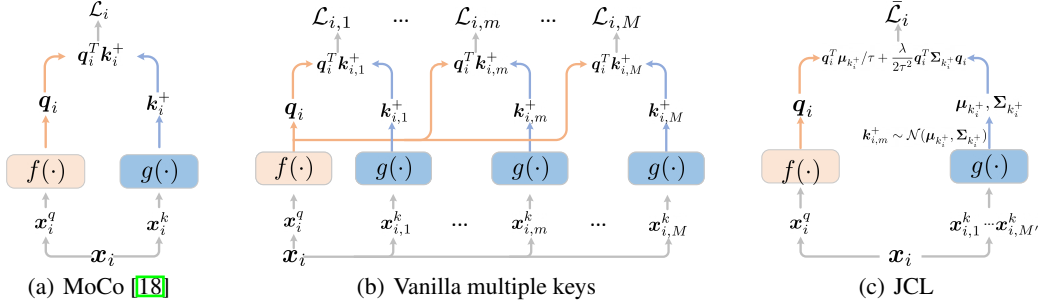 ℒ_i
q_i^T k_i^+
q_i
k_i^+
f(·)
g(·)
x_i^q
x_i^k
x_i
(a) MoCo [18]
ℒ_{i,1} ... ℒ_{i,m} ... ℒ_{i,M}
q_i^T k_{i,1}^+ q_i^T k_{i,m}^+ q_i^T k_{i,M}^+
q_i k_{i,1}^+ k_{i,m}^+ k_{i,M}^+
f(·) g(·) g(·) g(·)
x_i^q x_{i,1}^k ... x_{i,m}^k ... x_{i,M}^k
x_i
(b) Vanilla multiple keys
ℒ̄_i
q_i^T μ_{k_i^+}/τ + λ/2τ² q_i^T Σ_{k_i^+} q_i
q_i μ_{k_i^+}, Σ_{k_i^+}
k_{i,m}^+ ~ 𝒩(μ_{k_i^+}, Σ_{k_i^+})
f(·) g(·)
x_i^q x_{i,1}^k ... x_{i,M'}^k
x_i
(c) JCL